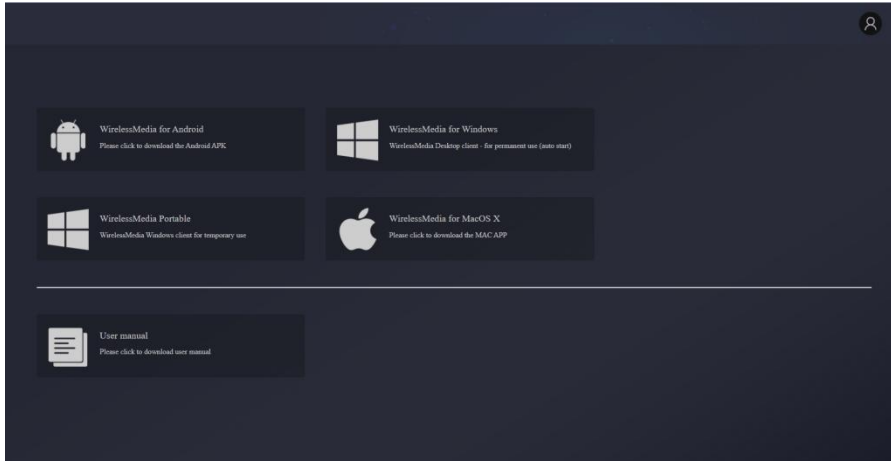 WirelessMedia for Android
Please click to download the Android APK
WirelessMedia for Windows
WirelessMedia Desktop client - for permanent use (auto start)
WirelessMedia Portable
WirelessMedia Windows client for temporary use
WirelessMedia for MacOS X
Please click to download the MAC APP
User manual
Please click to download user manual